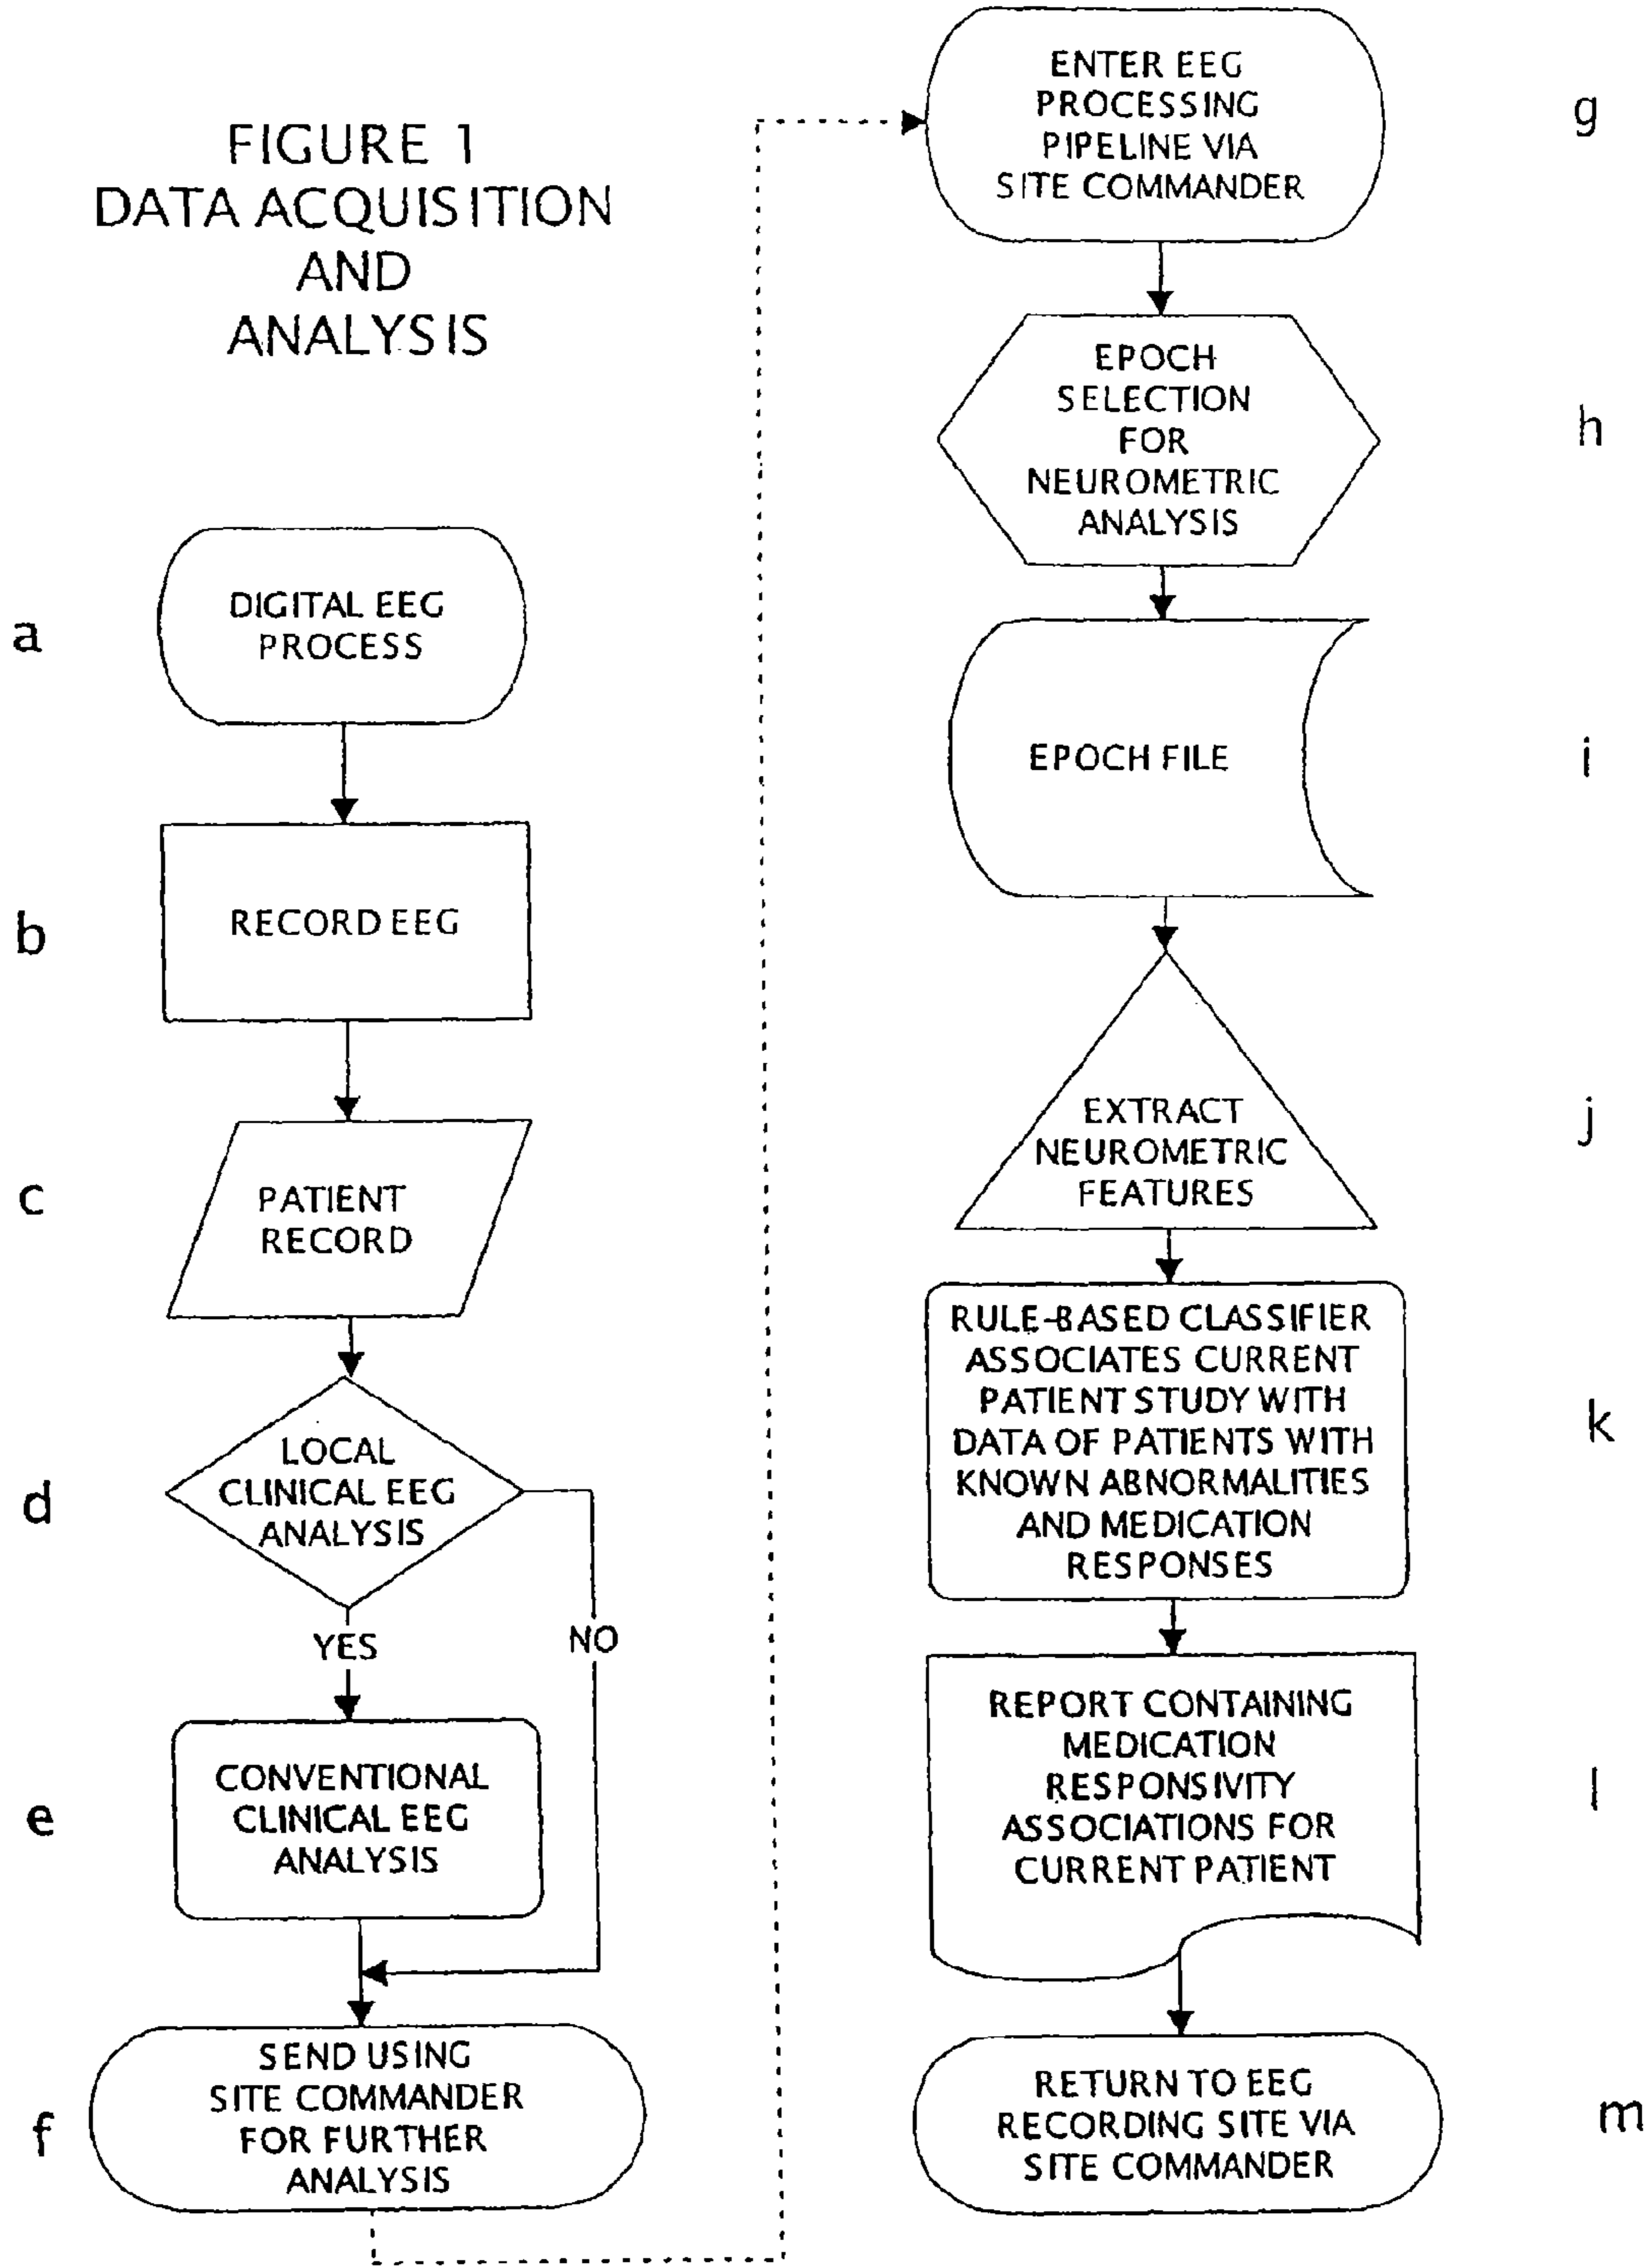 FIGURE 1
DATA ACQUISITION
AND
ANALYSIS
a
DIGITAL EEG
PROCESS
b
RECORD EEG
c
PATIENT
RECORD
d
LOCAL
CLINICAL EEG
ANALYSIS
YES
NO
e
CONVENTIONAL
CLINICAL EEG
ANALYSIS
f
SEND USING
SITE COMMANDER
FOR FURTHER
ANALYSIS
ENTER EEG
PROCESSING
PIPELINE VIA
SITE COMMANDER
g
EPOCH
SELECTION
FOR
NEUROMETRIC
ANALYSIS
h
EPOCH FILE
i
EXTRACT
NEUROMETRIC
FEATURES
j
RULE-BASED CLASSIFIER
ASSOCIATES CURRENT
PATIENT STUDY WITH
DATA OF PATIENTS WITH
KNOWN ABNORMALITIES
AND MEDICATION
RESPONSES
k
REPORT CONTAINING
MEDICATION
RESPONSIVITY
ASSOCIATIONS FOR
CURRENT PATIENT
l
RETURN TO EEG
RECORDING SITE VIA
SITE COMMANDER
m